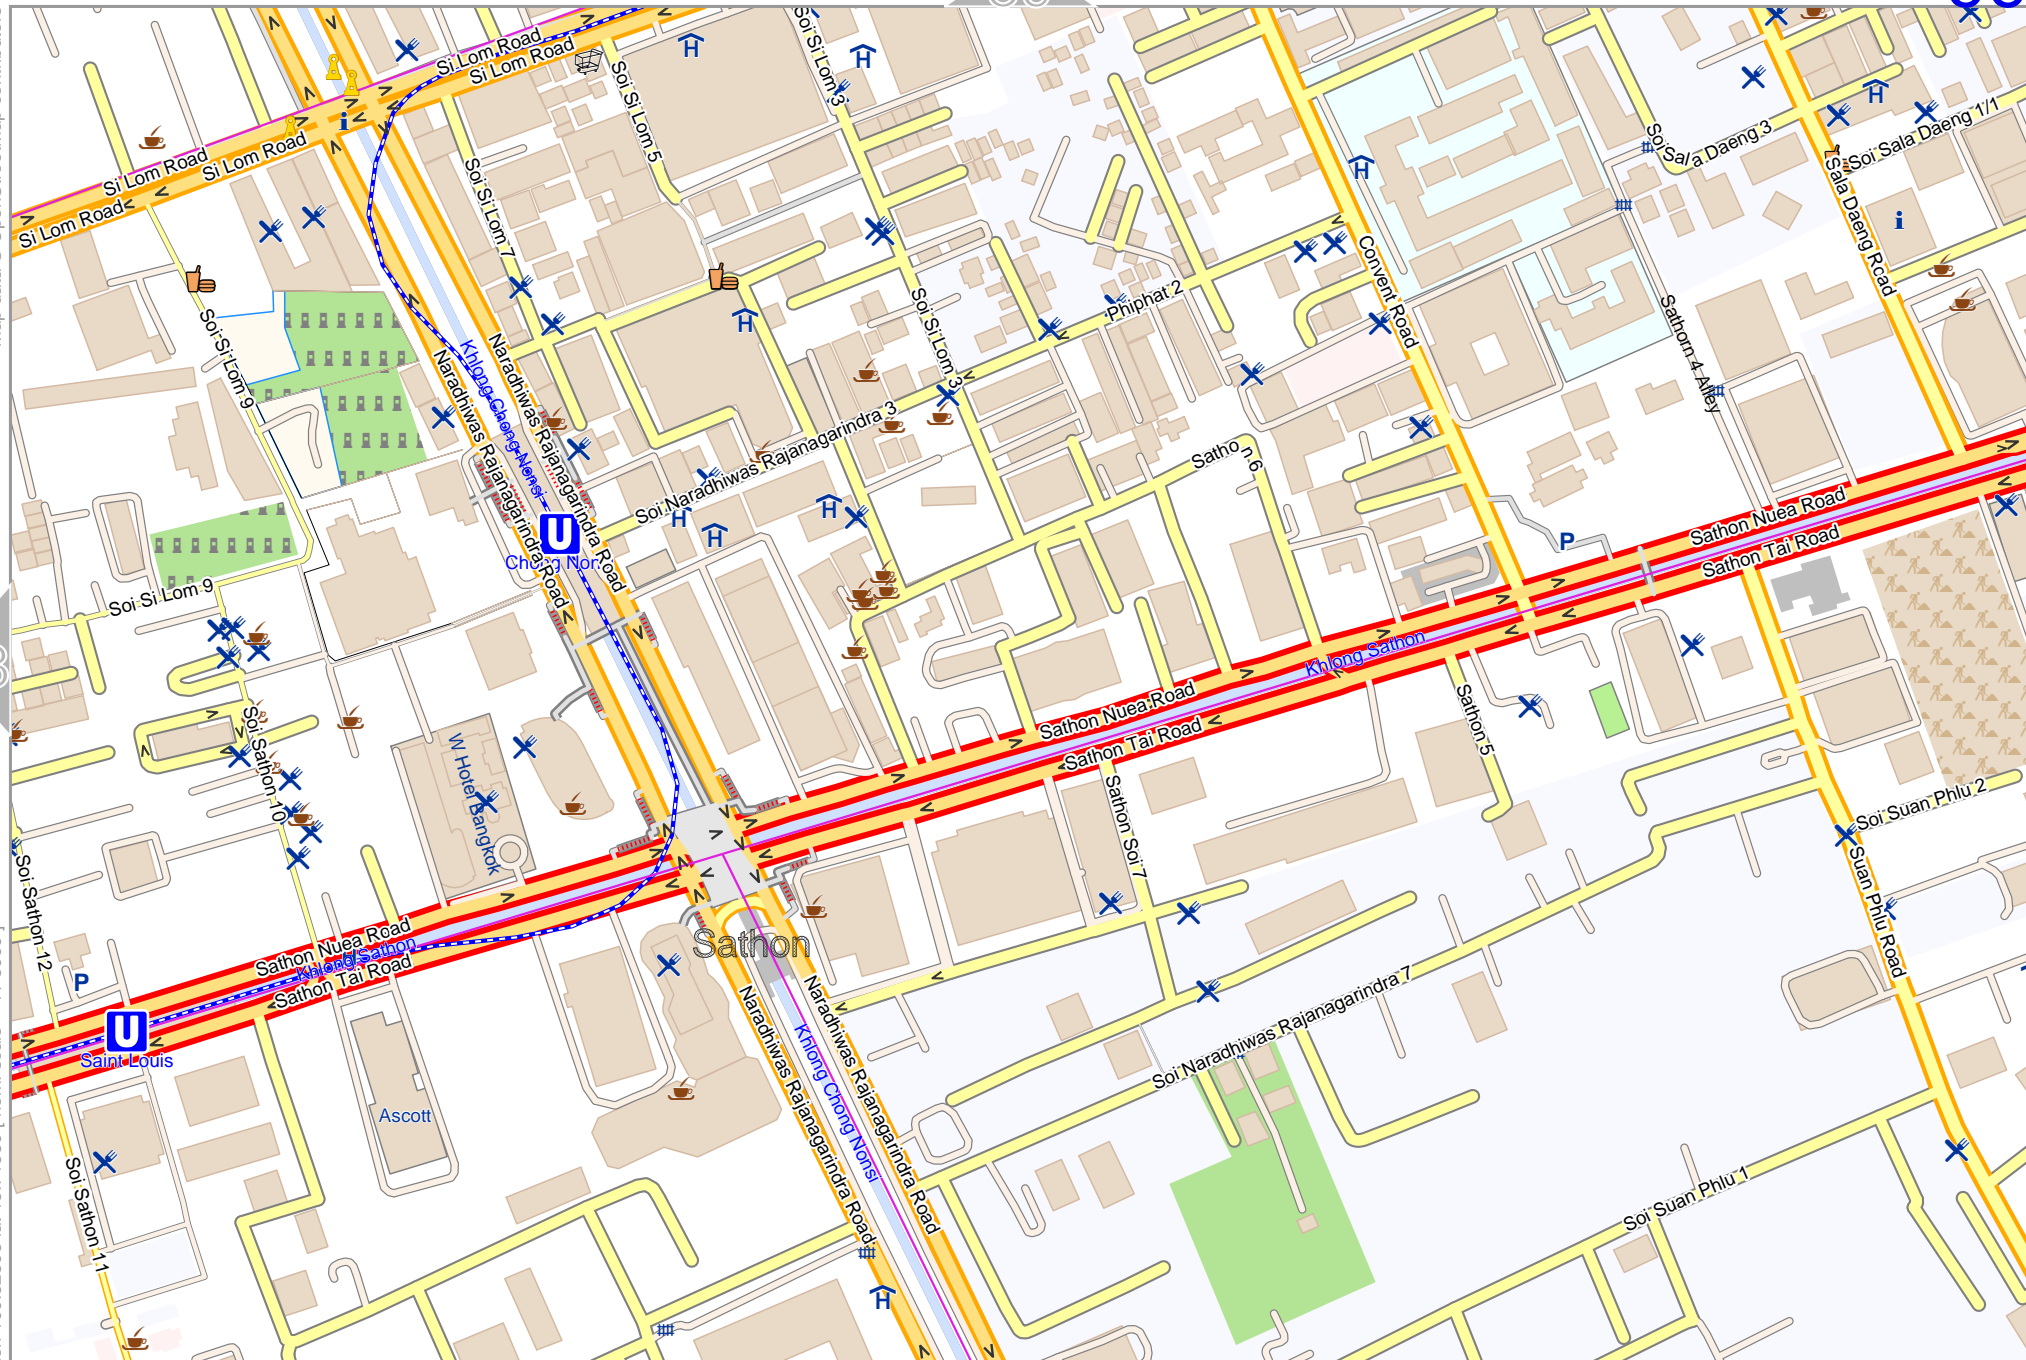 Si Lom Road
Si Lom Road
Soi Si Lom 3
Soi Si Lom 5
Si Lom Road
Si Lom Road
Si Lom Road
Soi Si Lom 7
Soi Sala Daeng 3
Soi Sala Daeng 1/1
Sala Daeng Road
Convent Road
Phiphat 2
Soi Si Lom 9
Soi Si Lom 3
Sathorn 4 Alley
Khlong Chong Nonsi
Naradhiwas Rajanagarindra Road
Naradhiwas Rajanagarindra Road
Soi Naradhiwas Rajanagarindra 3
Sathon 6
U
Chong Non
Sathon Nuea Road
Sathon Tai Road
P
Soi Si Lom 9
Khlong Sathon
Sathon Nuea Road
Sathon Tai Road
Sathon 5
Soi Sathon 10
W Hotel Bangkok
Sathon Soi 7
Soi Suan Phlu 2
Suan Phlu Road
Soi Sathon 12
Sathon Nuea Road
Khlong Sathon
Sathon Tai Road
Sathon
P
U
Saint Louis
Naradhiwas Rajanagarindra Road
Naradhiwas Rajanagarindra Road
Khlong Chong Nonsi
Soi Naradhiwas Rajanagarindra 7
Ascott
Soi Sathon 11
Soi Suan Phlu 1